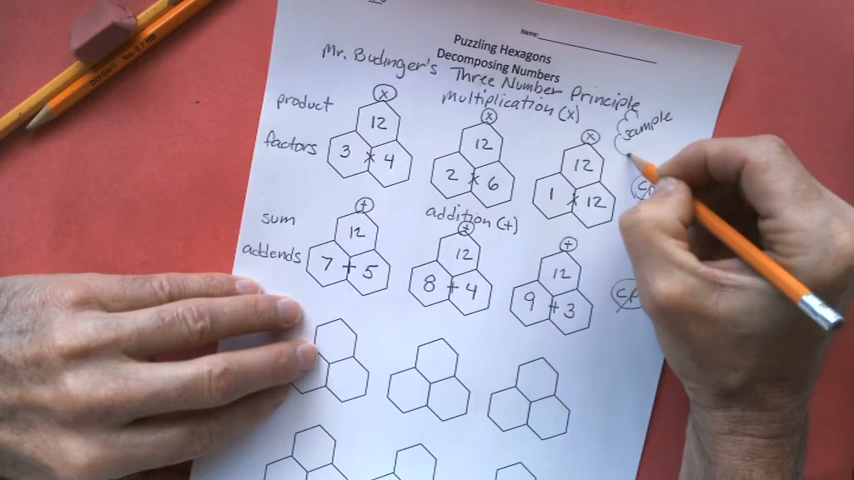 Name:
Puzzling Hexagons
Decomposing Numbers
Mr. Budinger's Three Number Principle
multiplication (x)
sample
product
factors
x
12
3 x 4
x
12
2 x 6
x
12
1 x 12
addition (+)
sum
addends
+
12
7 + 5
+
12
8 + 4
+
12
9 + 3